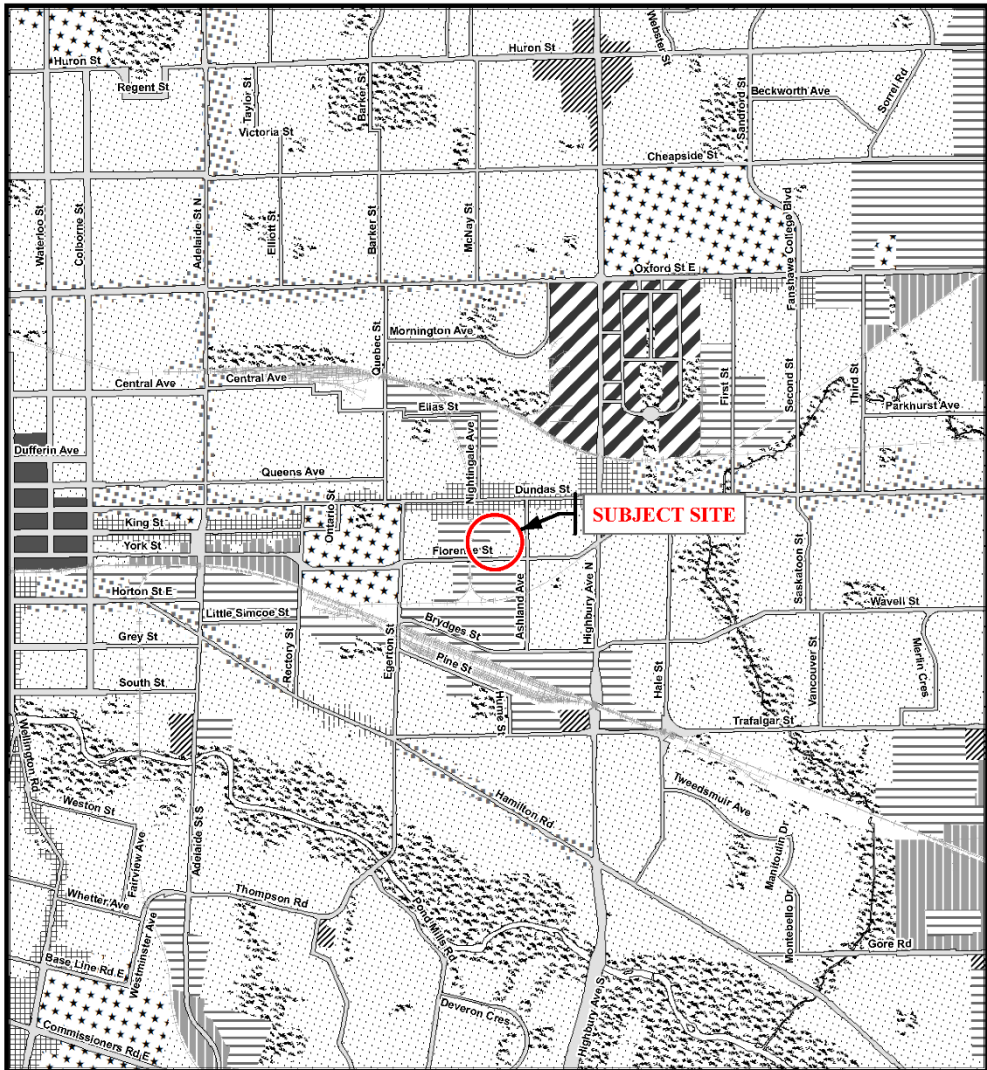 Huron St
Huron St
Webster St
Regent St
Taylor St
Barker St
Victoria St
Sandford St
Beckworth Ave
Sorrel Rd
Cheapside St
Waterloo St
Colborne St
Adelaide St N
Elliott St
Barker St
McNay St
Fanshawe College Blvd
Oxford St E
Mornington Ave
Quebec St
Central Ave
Central Ave
Elias St
First St
Second St
Third St
Parkhurst Ave
Dufferin Ave
Nightingale Ave
Queens Ave
Dundas St
Ontario St
King St
York St
SUBJECT SITE
Florence St
Saskatoon St
Horton St E
Little Simcoe St
Ashland Ave
Highbury Ave N
Wavell St
Brydges St
Grey St
Rectory St
Egerton St
Pine St
Hale St
Vancouver St
Merlin Cres
South St
Hume St
Trafalgar St
Wellington Rd
Weston St
Fairview Ave
Adelaide St S
Hamilton Rd
Tweedsmuir Ave
Manitoulin Dr
Whetter Ave
Thompson Rd
Pond Mills Rd
Montebello Dr
Westminster Ave
Gore Rd
Base Line Rd E
Deveron Cres
Highbury Ave S
Commissioners Rd E